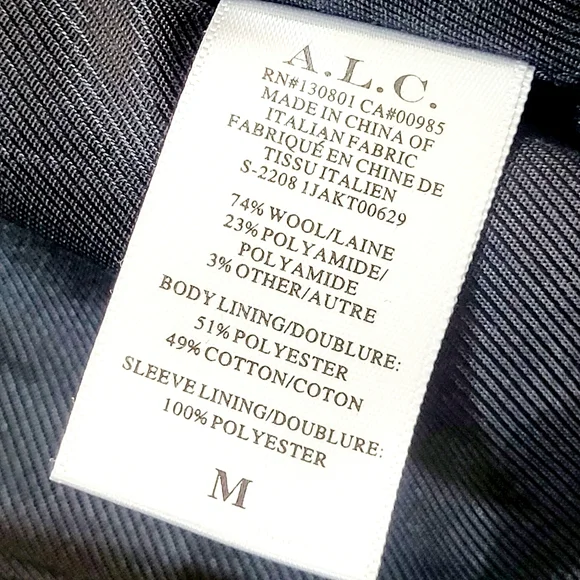 A.L.C.
RN#130801 CA#00985
MADE IN CHINA OF
ITALIAN FABRIC
FABRIQUÉ EN CHINE DE
TISSU ITALIEN
S-2208 1JAKT00629
74% WOOL/LAINE
23% POLYAMIDE/
POLYAMIDE
3% OTHER/AUTRE
BODY LINING/DOUBLURE:
51% POLYESTER
49% COTTON/COTON
SLEEVE LINING/DOUBLURE:
100% POLYESTER
M